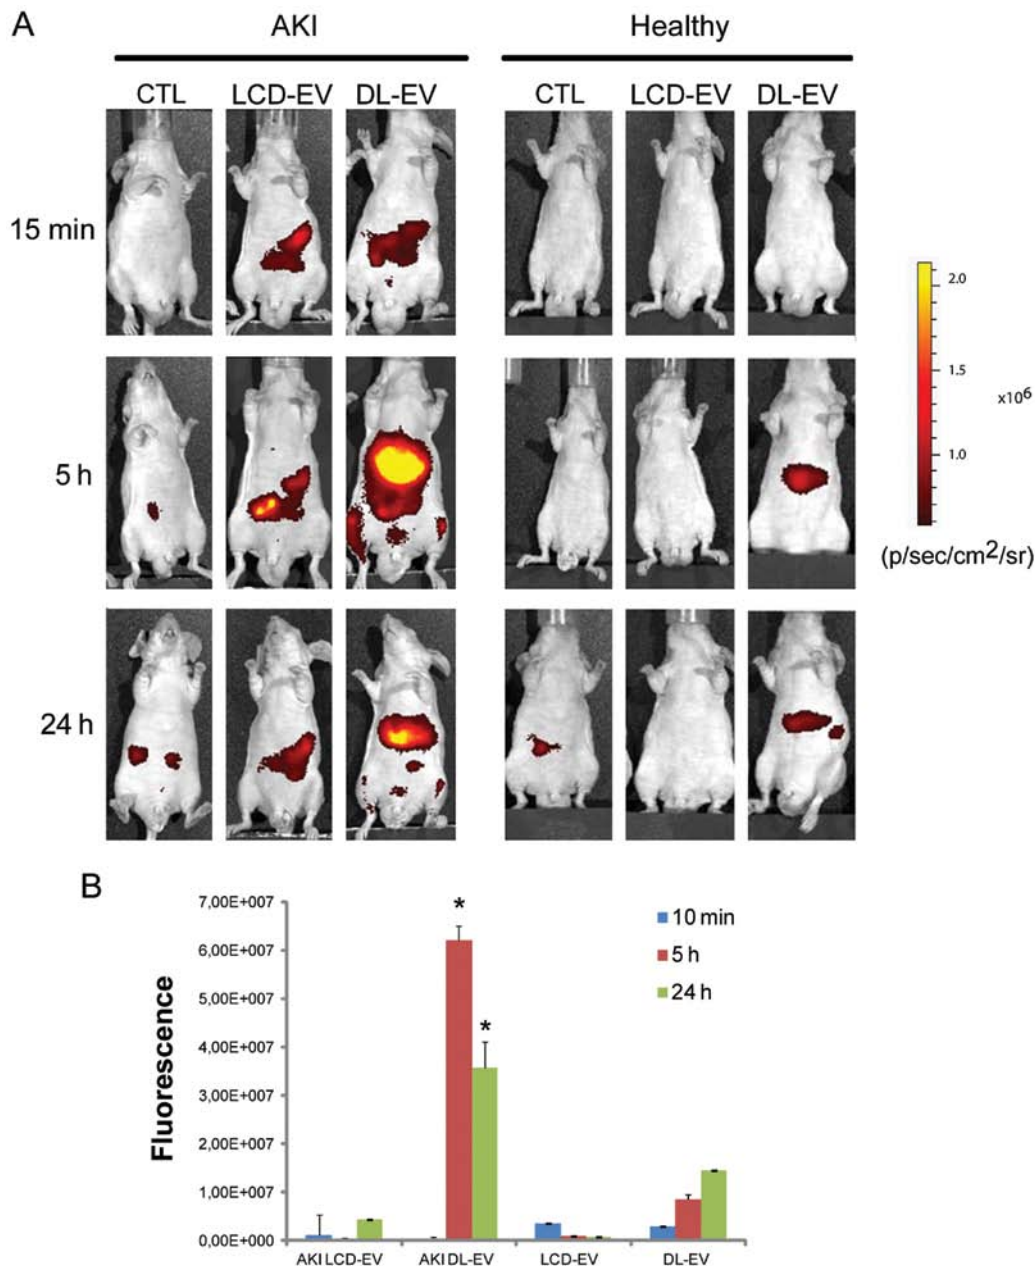 A
AKI
Healthy
CTL
LCD-EV
DL-EV
CTL
LCD-EV
DL-EV
15 min
5 h
24 h
2.0
1.5
x10⁶
1.0
(p/sec/cm²/sr)
B
Fluorescence
7,00E+007
6,00E+007
5,00E+007
4,00E+007
3,00E+007
2,00E+007
1,00E+007
0,00E+000
*
*
10 min
5 h
24 h
AKI LCD-EV
AKI DL-EV
LCD-EV
DL-EV